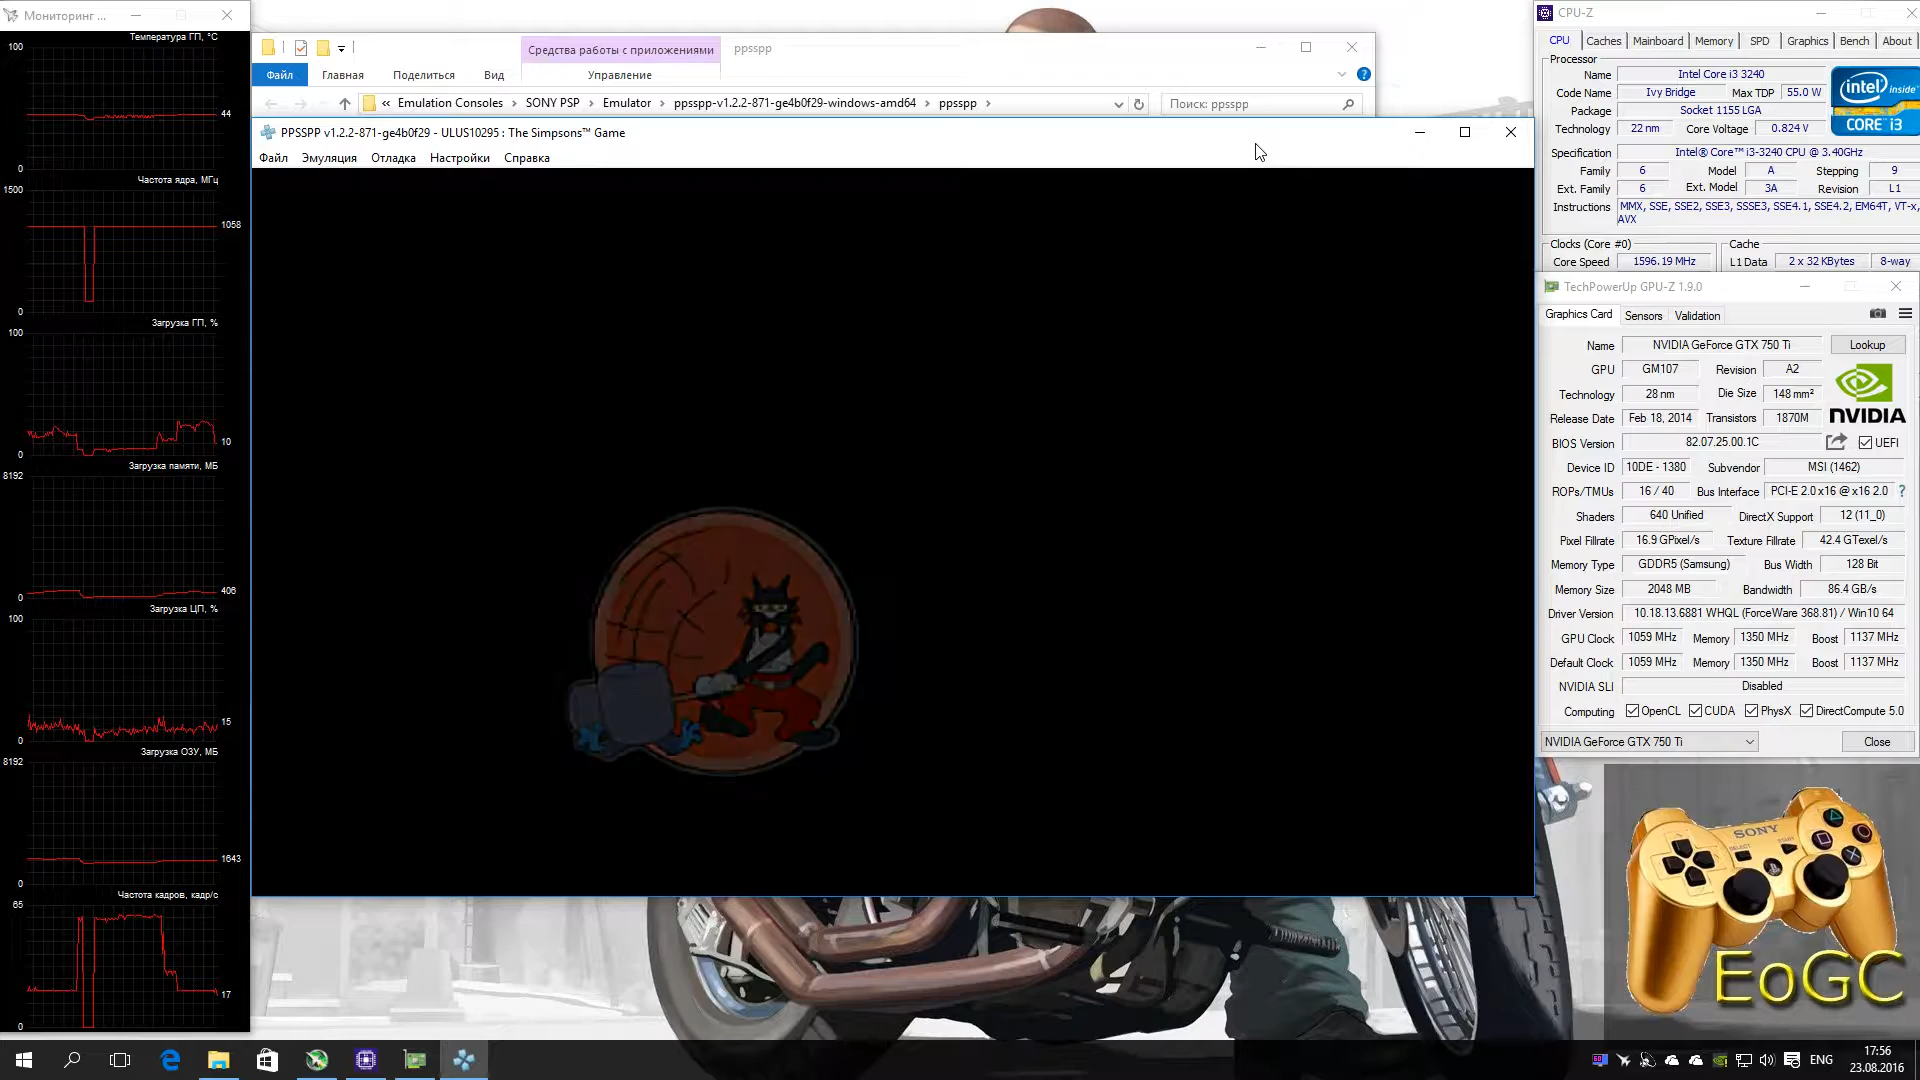 Мониторинг ...
Температура ГП, °C
100
44
0
Частота ядра, МГц
1500
1058
0
Загрузка ГП, %
100
10
0
Загрузка памяти, МБ
8192
406
0
Загрузка ЦП, %
100
15
0
Загрузка ОЗУ, МБ
8192
1643
0
Частота кадров, кадр/с
65
17
0
Средства работы с приложениями
ppsspp
Файл Главная Поделиться Вид Управление
« Emulation Consoles > SONY PSP > Emulator > ppsspp-v1.2.2-871-ge4b0f29-windows-amd64 > ppsspp >
Поиск: ppsspp
PPSSPP v1.2.2-871-ge4b0f29 - ULUS10295 : The Simpsons™ Game
Файл Эмуляция Отладка Настройки Справка
CPU-Z
CPU Caches Mainboard Memory SPD Graphics Bench About
Processor
Name Intel Core i3 3240
Code Name Ivy Bridge Max TDP 55.0 W
Package Socket 1155 LGA
Technology 22 nm Core Voltage 0.824 V
intel inside™
CORE i3
Specification Intel® Core™ i3-3240 CPU @ 3.40GHz
Family 6 Model A Stepping 9
Ext. Family 6 Ext. Model 3A Revision L1
Instructions MMX, SSE, SSE2, SSE3, SSSE3, SSE4.1, SSE4.2, EM64T, VT-x,
AVX
Clocks (Core #0) Cache
Core Speed 1596.19 MHz L1 Data 2 x 32 KBytes 8-way
TechPowerUp GPU-Z 1.9.0
Graphics Card Sensors Validation
Name NVIDIA GeForce GTX 750 Ti Lookup
GPU GM107 Revision A2
Technology 28 nm Die Size 148 mm²
Release Date Feb 18, 2014 Transistors 1870M
NVIDIA
BIOS Version 82.07.25.00.1C UEFI
Device ID 10DE - 1380 Subvendor MSI (1462)
ROPs/TMUs 16 / 40 Bus Interface PCI-E 2.0 x16 @ x16 2.0 ?
Shaders 640 Unified DirectX Support 12 (11_0)
Pixel Fillrate 16.9 GPixel/s Texture Fillrate 42.4 GTexel/s
Memory Type GDDR5 (Samsung) Bus Width 128 Bit
Memory Size 2048 MB Bandwidth 86.4 GB/s
Driver Version 10.18.13.6881 WHQL (ForceWare 368.81) / Win10 64
GPU Clock 1059 MHz Memory 1350 MHz Boost 1137 MHz
Default Clock 1059 MHz Memory 1350 MHz Boost 1137 MHz
NVIDIA SLI Disabled
Computing OpenCL CUDA PhysX DirectCompute 5.0
NVIDIA GeForce GTX 750 Ti Close
SONY
SELECT
EoGC
ENG
17:56
23.08.2016